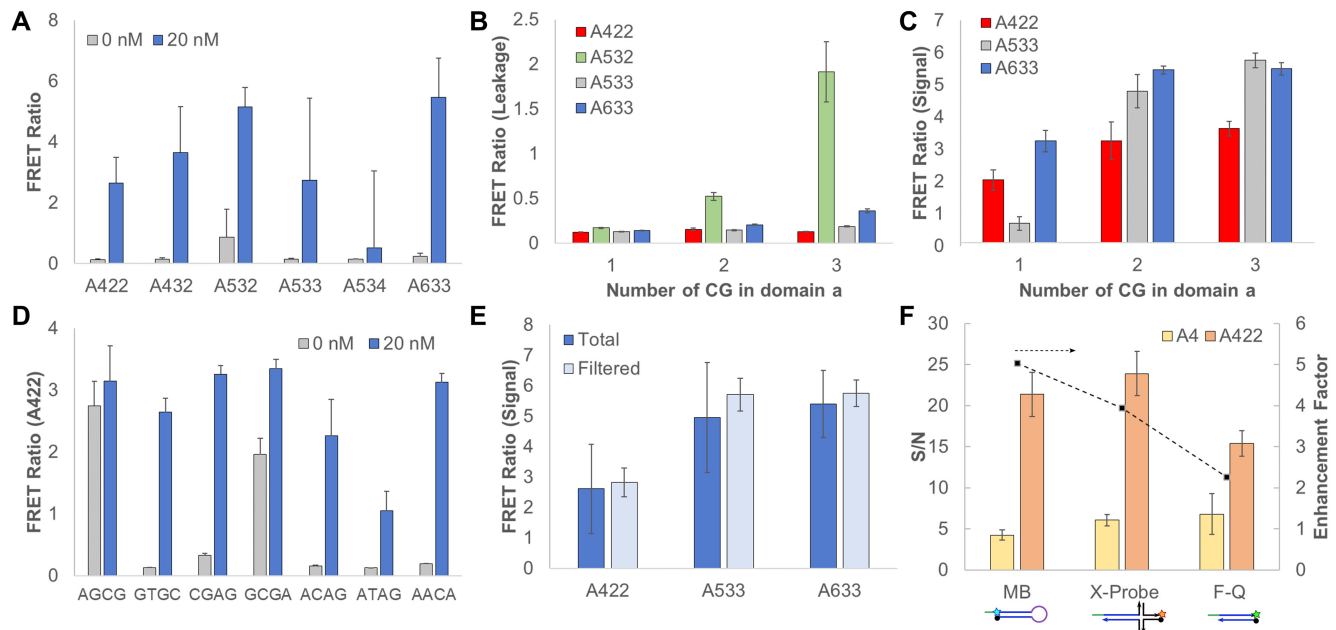 A
FRET Ratio
8
6
4
2
0
0 nM 20 nM
A422 A432 A532 A533 A534 A633
B
FRET Ratio (Leakage)
2.5
2
1.5
1
0.5
0
A422
A532
A533
A633
1 2 3
Number of CG in domain a
C
FRET Ratio (Signal)
7
6
5
4
3
2
1
0
A422
A533
A633
1 2 3
Number of CG in domain a
D
FRET Ratio (A422)
4
3
2
1
0
0 nM 20 nM
AGCG GTGC CGAG GCGA ACAG ATAG AACA
E
FRET Ratio (Signal)
8
7
6
5
4
3
2
1
0
Total
Filtered
A422 A533 A633
F
S/N
30
25
20
15
10
5
0
A4 A422
6
5
4
3
2
1
0
Enhancement Factor
MB X-Probe F-Q